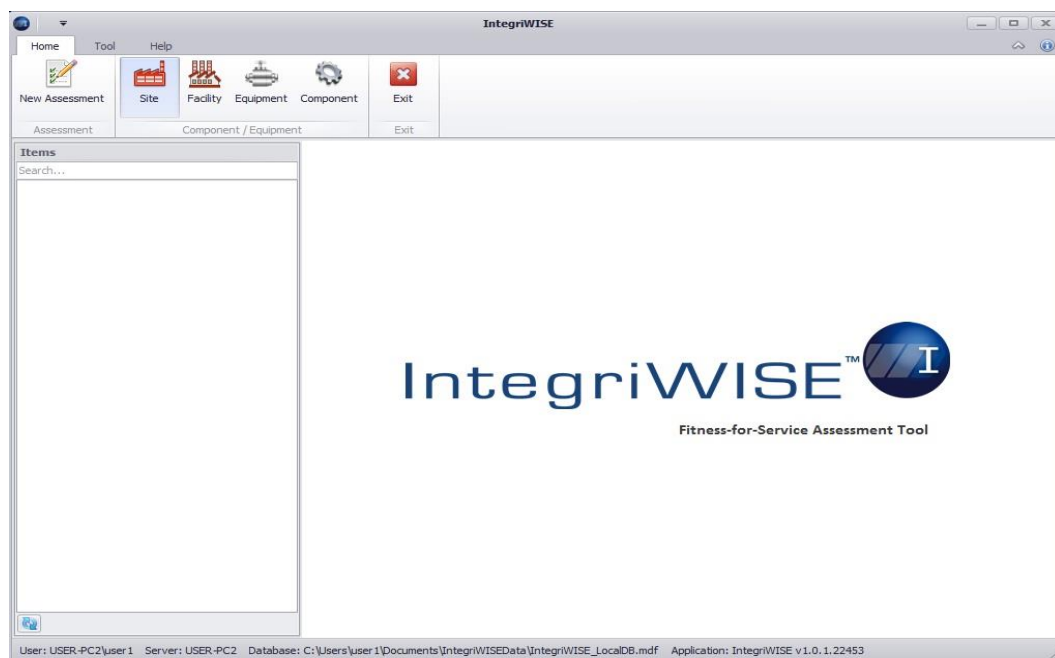 IntegriWISE
Home Tool Help
New Assessment Site Facility Equipment Component Exit
Assessment Component / Equipment Exit
Items
Search...
IntegriWISE™ I
Fitness-for-Service Assessment Tool
User: USER-PC2\user1 Server: USER-PC2 Database: C:\Users\user1\Documents\IntegriWISEData\IntegriWISE_LocalDB.mdf Application: IntegriWISE v1.0.1.22453